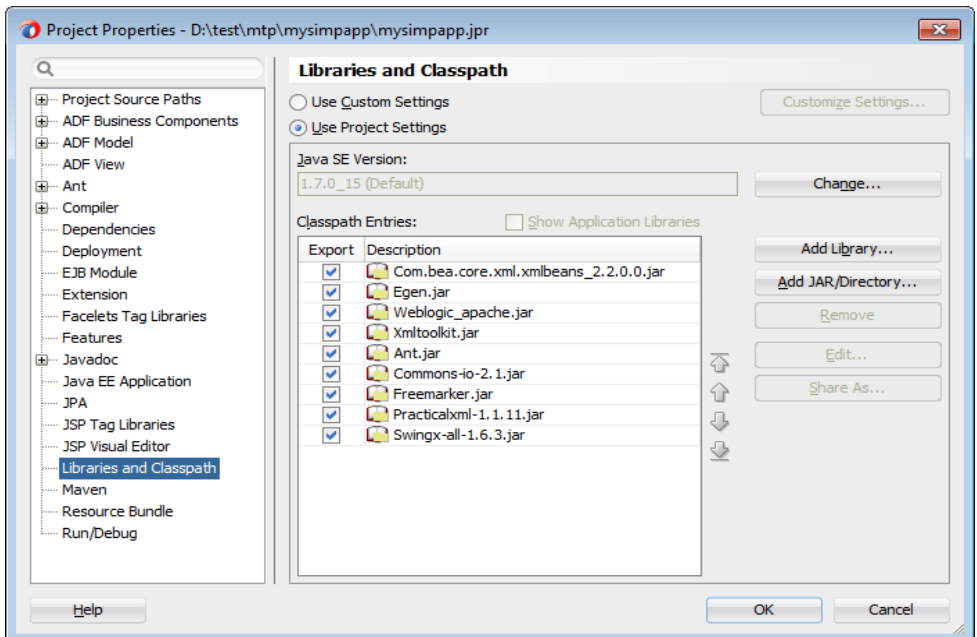 Project Properties - D:\test\mtp\mysimpapp\mysimpapp.jpr
Project Source Paths
ADF Business Components
ADF Model
ADF View
Ant
Compiler
Dependencies
Deployment
EJB Module
Extension
Facelets Tag Libraries
Features
Javadoc
Java EE Application
JPA
JSP Tag Libraries
JSP Visual Editor
Libraries and Classpath
Maven
Resource Bundle
Run/Debug
Libraries and Classpath
Use Custom Settings
Customize Settings...
Use Project Settings
Java SE Version:
1.7.0_15 (Default)
Change...
Classpath Entries:
Show Application Libraries
Export Description
Com.bea.core.xml.xmlbeans_2.2.0.0.jar
Egen.jar
Weblogic_apache.jar
Xmltoolkit.jar
Ant.jar
Commons-io-2.1.jar
Freemarker.jar
Practicalxml-1.1.11.jar
Swingx-all-1.6.3.jar
Add Library...
Add JAR/Directory...
Remove
Edit...
Share As...
Help
OK
Cancel